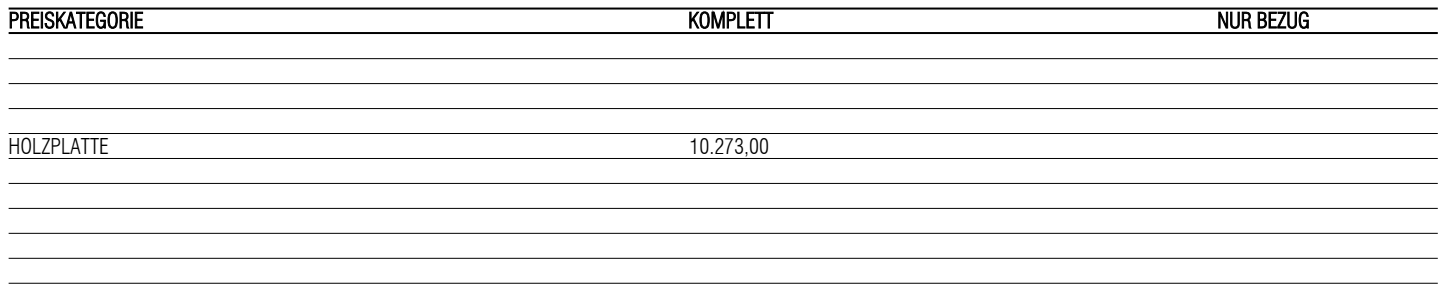 PREISKATEGORIE KOMPLETT NUR BEZUG
HOLZPLATTE 10.273,00